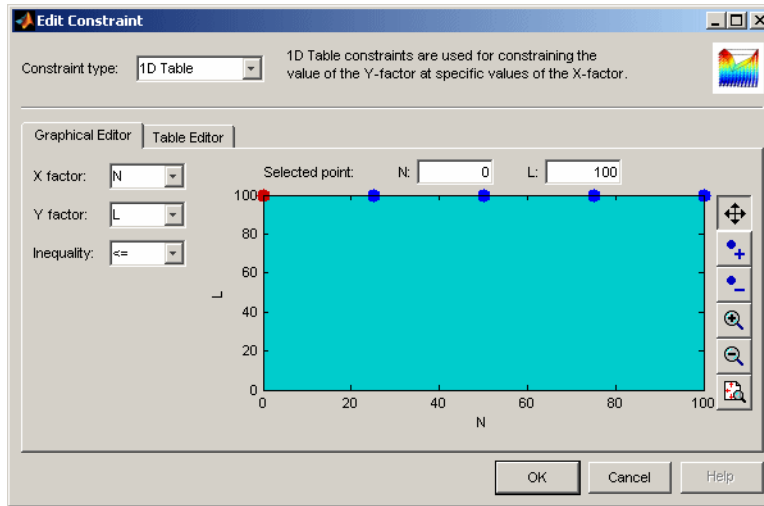 Edit Constraint
Constraint type: 1D Table
1D Table constraints are used for constraining the
value of the Y-factor at specific values of the X-factor.
Graphical Editor Table Editor
X factor: N
Selected point: N: 0 L: 100
Y factor: L
Inequality: <=
100
80
60
40
20
0
L
0 20 40 60 80 100
N
OK Cancel Help